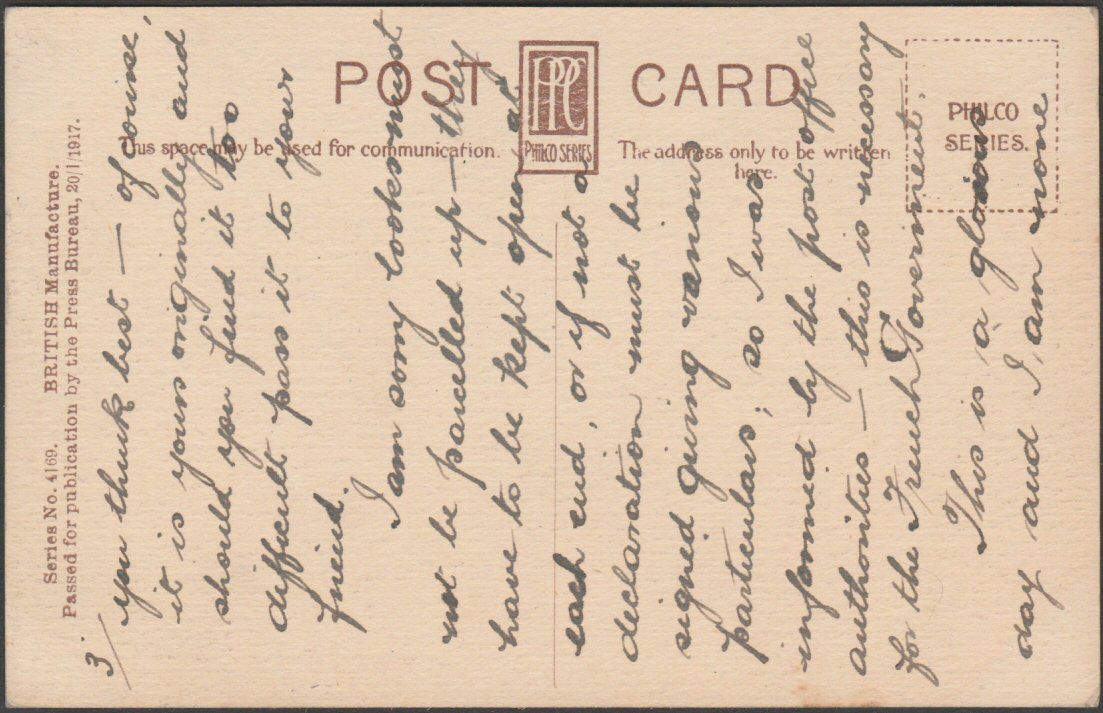 POST CARD
PPC
PHILCO SERIES
This space may be used for communication.
The address only to be written
here.
PHILCO
SERIES.
Series No. 4169. BRITISH Manufacture.
Passed for publication by the Press Bureau, 20/1/1917.
3/
you think best — of course,
it is yours originally and
should you find it too
difficult pass it to your
friend.
I am sorry books must
not be parcelled up — they
have to be kept open at
each end, or if not a
declaration must be
signed giving various
particulars; so I was
informed by the post office
authorities — this is necessary
for the French Government.
This is a glorious
day and I am none